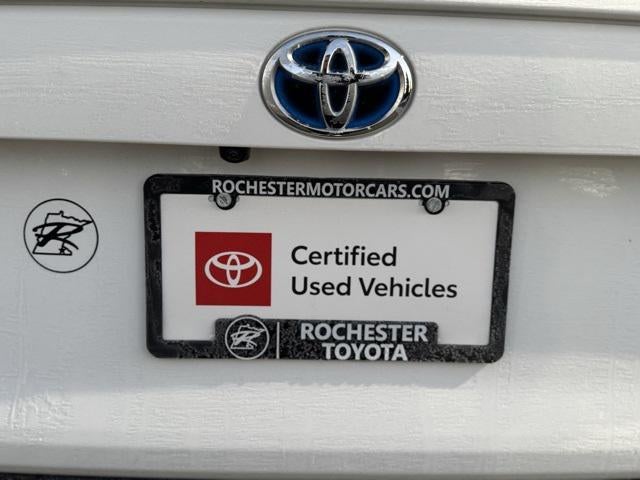 ROCHESTERMOTORCARS.COM
Certified
Used Vehicles
ROCHESTER
TOYOTA